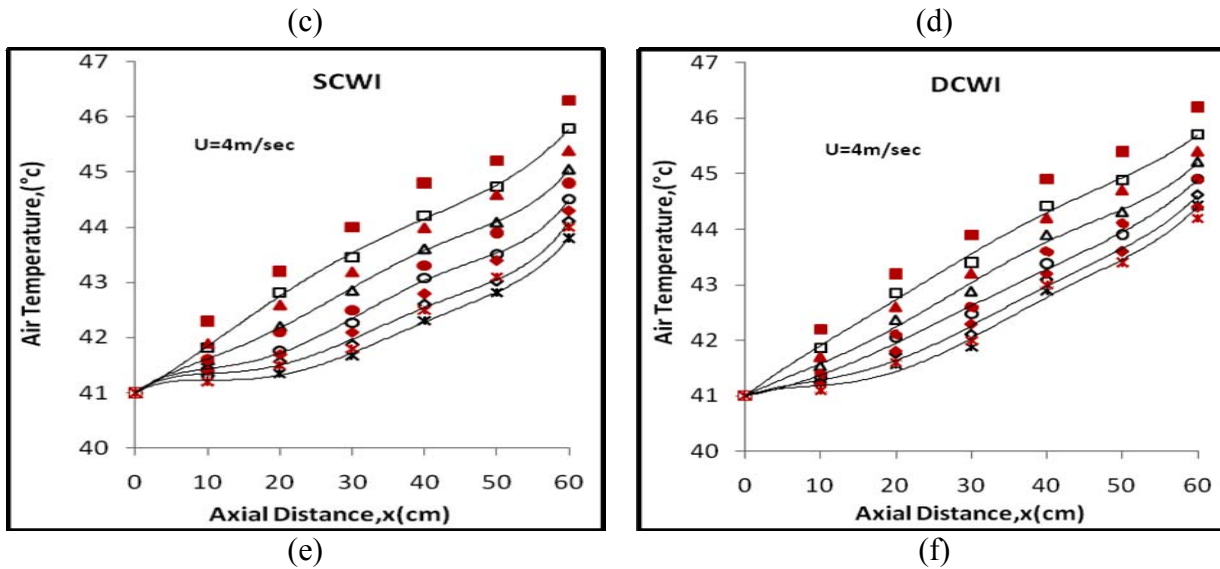 (c) (d)
47
46
45
44
43
42
41
40
Air Temperature,(°c)
SCWI
U=4m/sec
0 10 20 30 40 50 60
Axial Distance,x(cm)
(e)
47
46
45
44
43
42
41
40
Air Temperature,(°c)
DCWI
U=4m/sec
0 10 20 30 40 50 60
Axial Distance,x(cm)
(f)